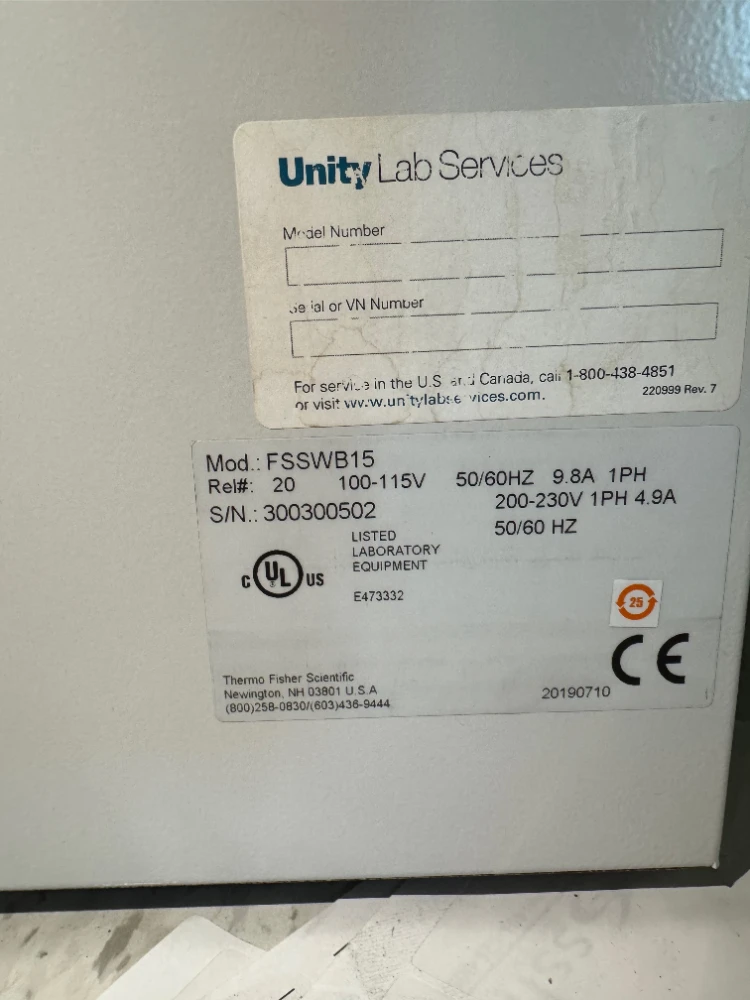 Unity Lab Services
Model Number
Serial or VN Number
For service in the U.S. and Canada, call 1-800-438-4851
or visit www.unitylabservices.com.
220999 Rev. 7
Mod.: FSSWB15
Rel#: 20 100-115V 50/60HZ 9.8A 1PH
200-230V 1PH 4.9A
S/N.: 300300502
50/60 HZ
LISTED
LABORATORY
EQUIPMENT
C UL US
E473332
25
CE
Thermo Fisher Scientific
Newington, NH 03801 U.S.A
(800)258-0830/(603)436-9444
20190710